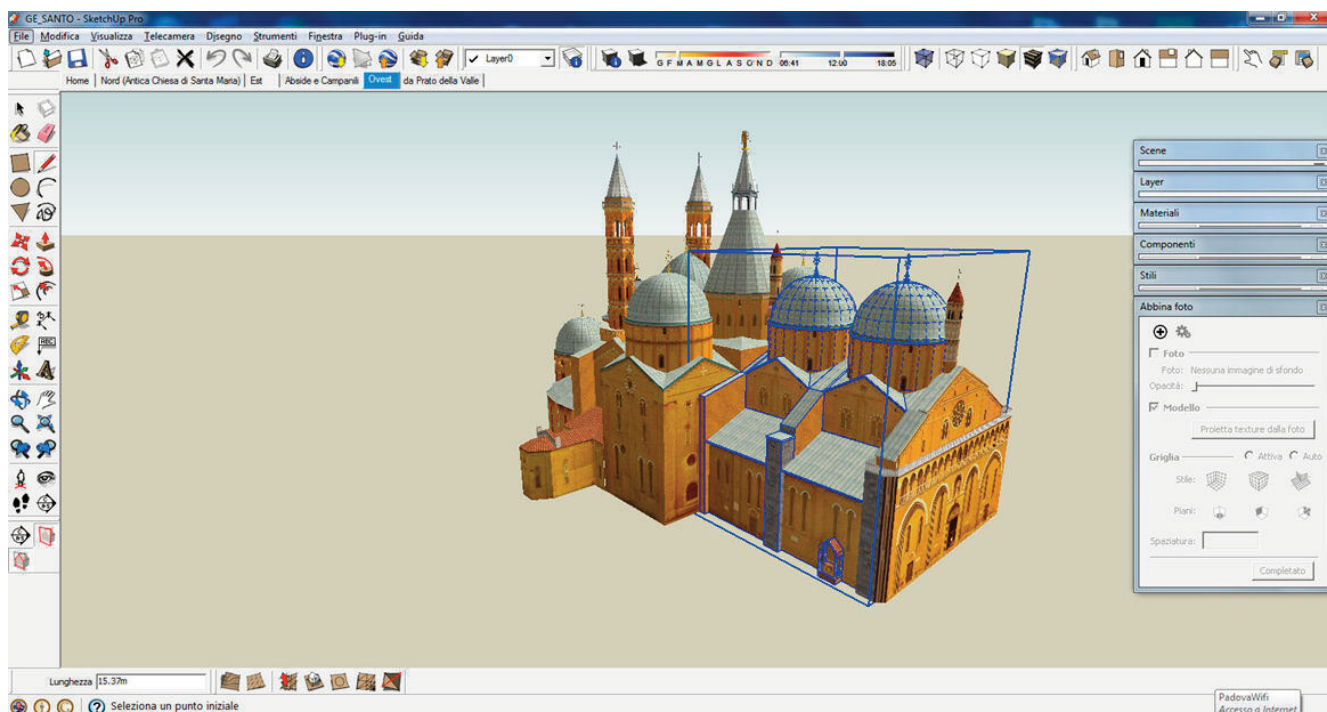 GE_SANTO - SketchUp Pro
File Modifica Visualizza Telecamera Disegno Strumenti Finestra Plug-in Guida
Layer0
G F M A M G L A S O N D 06:41 12:00 18:05
Home Nord (Antica Chiesa di Santa Maria) Est Abside e Campanili Ovest da Prato della Valle
Scene
Layer
Materiali
Componenti
Stili
Abbina foto
Foto
Foto: Nessuna immagine di sfondo
Opacità:
Modello
Proietta texture dalla foto
Griglia Attiva Auto
Stile:
Piani:
Spaziatura:
Completato
Lunghezza 15.37m
Seleziona un punto iniziale
PadovaWifi
Accesso a Internet